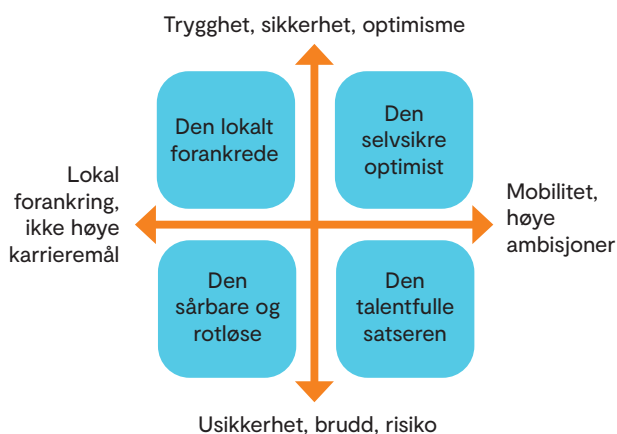 Trygghet, sikkerhet, optimisme
Den lokalt
forankrede
Den
selvsikre
optimist
Lokal
forankring,
ikke høye
karrieremål
Mobilitet,
høye
ambisjoner
Den
sårbare og
rotløse
Den
talentfulle
satseren
Usikkerhet, brudd, risiko